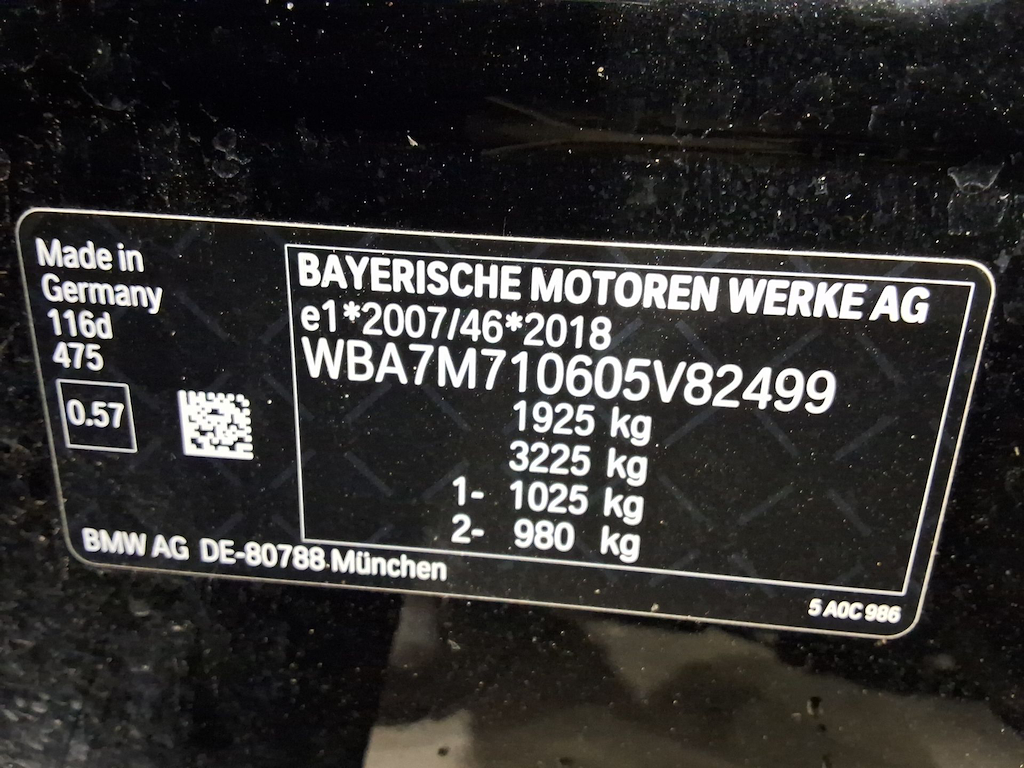 Made in
Germany
116d
475
0.57
BAYERISCHE MOTOREN WERKE AG
e1*2007/46*2018
WBA7M710605V82499
1925 kg
3225 kg
1- 1025 kg
2- 980 kg
BMW AG DE-80788 München
5 A0C 986